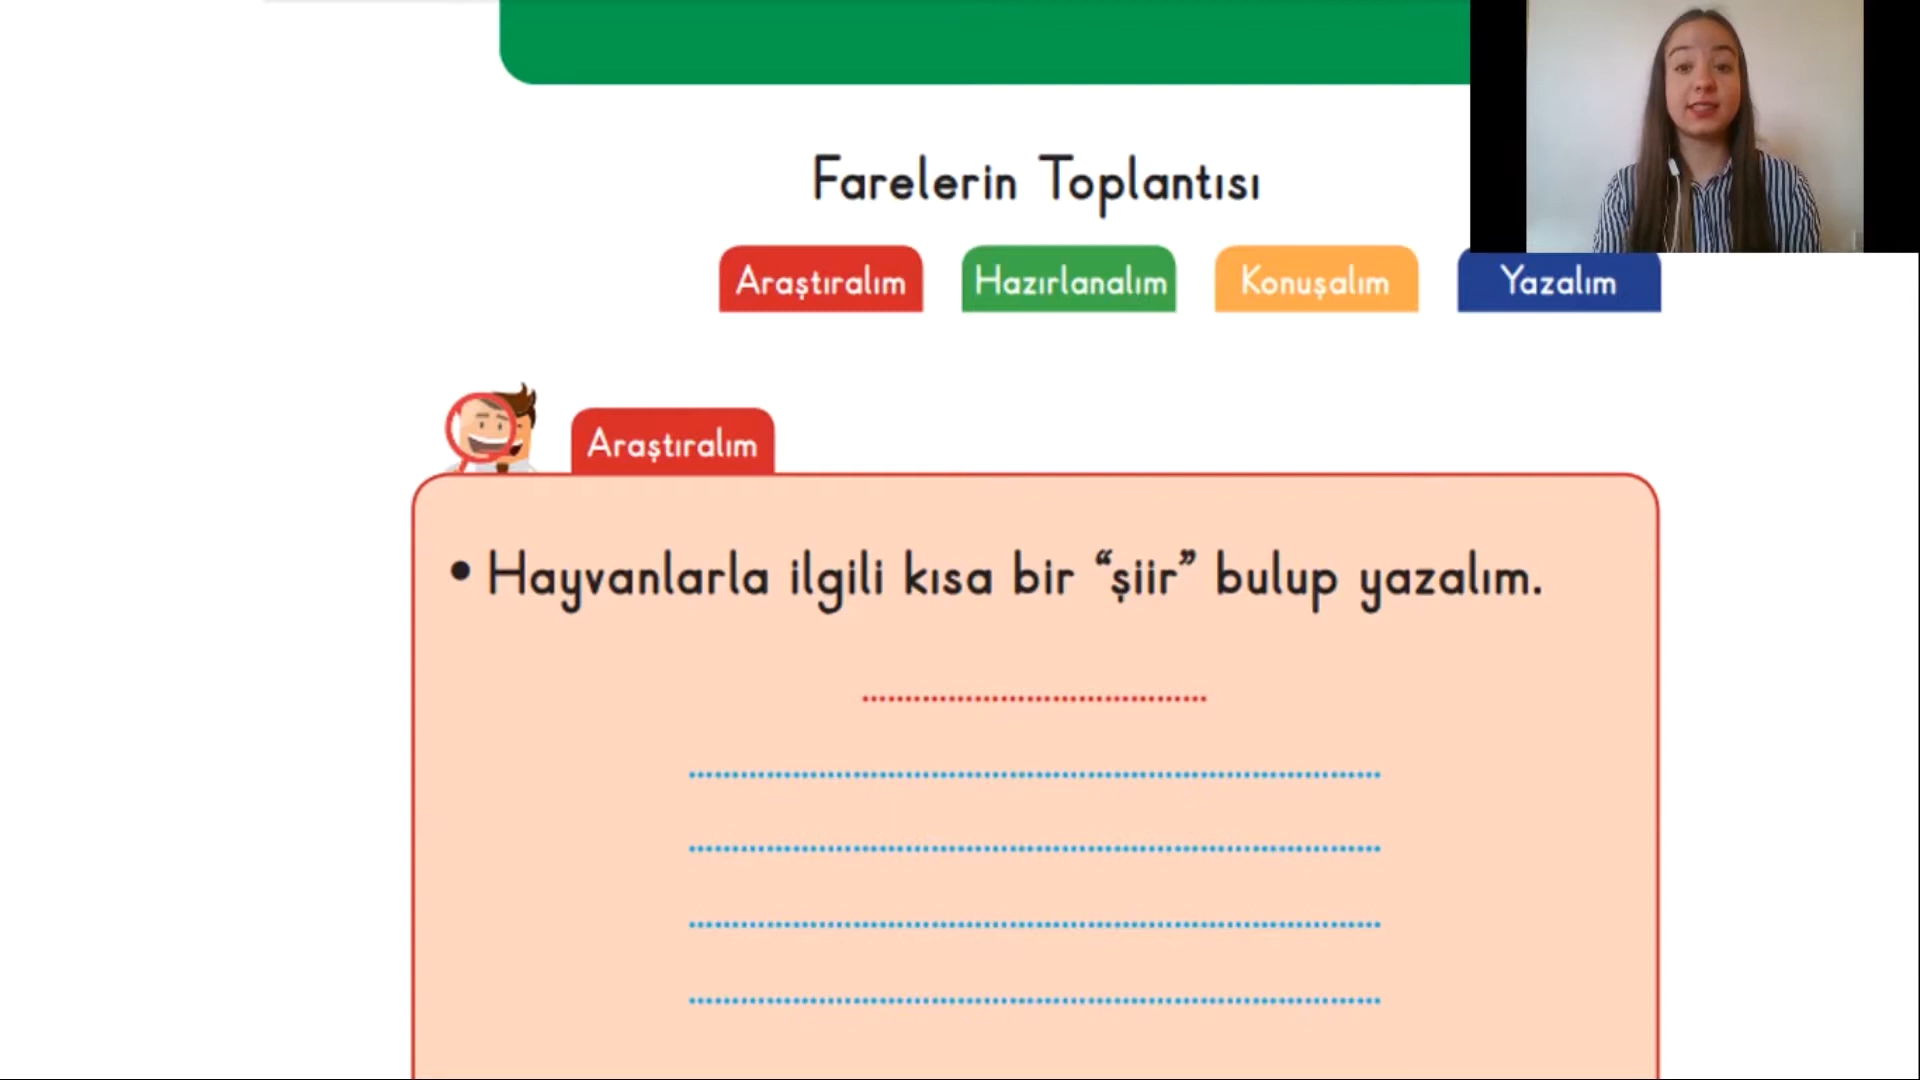 Farelerin Toplantısı
Araştıralım Hazırlanalım Konuşalım Yazalım
Araştıralım
• Hayvanlarla ilgili kısa bir “şiir” bulup yazalım.